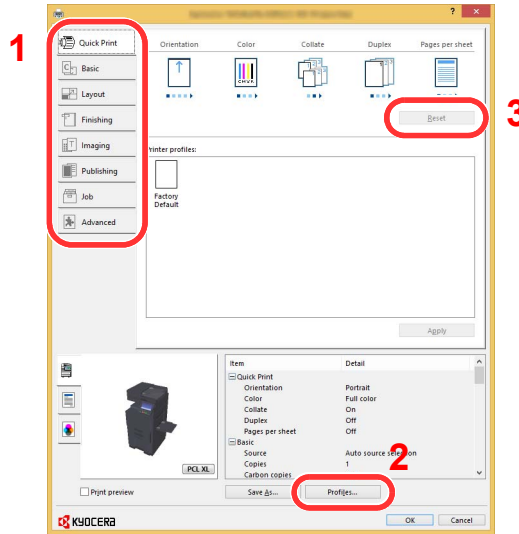 ? ×
1
Quick Print
Basic
Layout
Finishing
Imaging
Publishing
Job
Advanced
Orientation Color Collate Duplex Pages per sheet
CMYK
Reset
3
Printer profiles:
Factory
Default
Apply
Item Detail
Quick Print
Orientation Portrait
Color Full color
Collate On
Duplex Off
Pages per sheet Off
Basic
Source Auto source selection
Copies 1
Carbon copies
2
PCL XL
Print preview
Save As... Profiles...
KYOCERA
OK Cancel